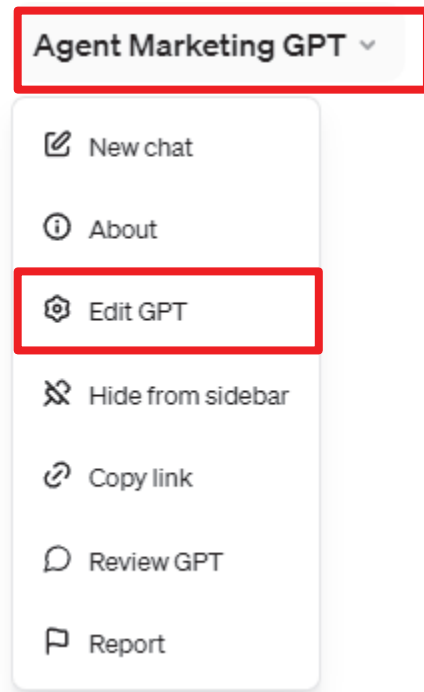 Agent Marketing GPT
New chat
About
Edit GPT
Hide from sidebar
Copy link
Review GPT
Report